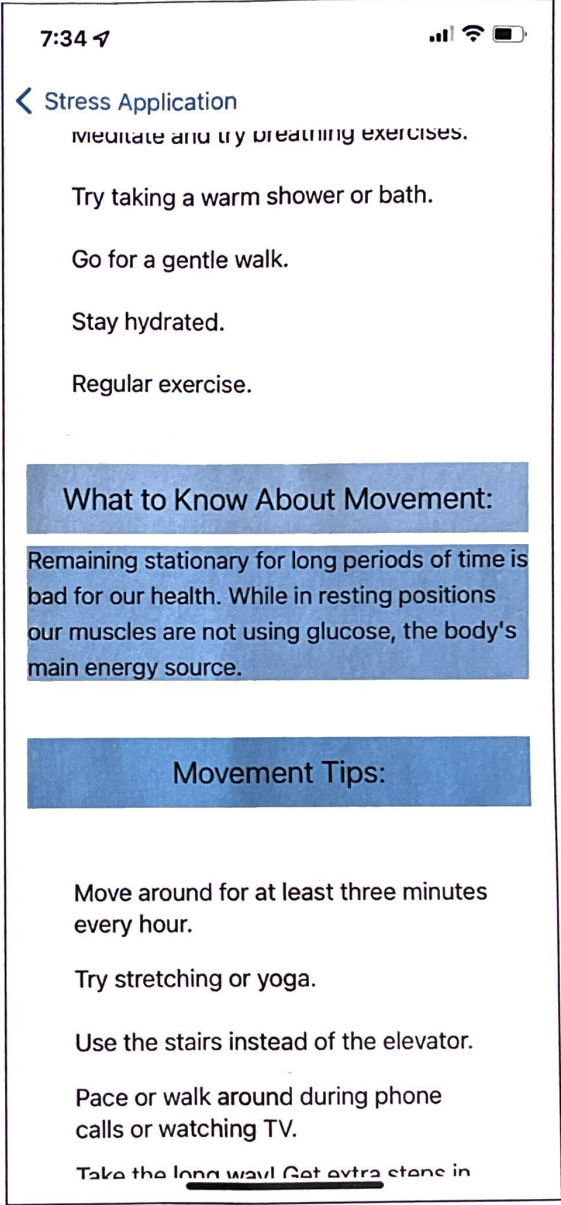 7:34
Stress Application
Meditate and try breathing exercises.
Try taking a warm shower or bath.
Go for a gentle walk.
Stay hydrated.
Regular exercise.
What to Know About Movement:
Remaining stationary for long periods of time is
bad for our health. While in resting positions
our muscles are not using glucose, the body's
main energy source.
Movement Tips:
Move around for at least three minutes
every hour.
Try stretching or yoga.
Use the stairs instead of the elevator.
Pace or walk around during phone
calls or watching TV.
Take the long way! Get extra steps in